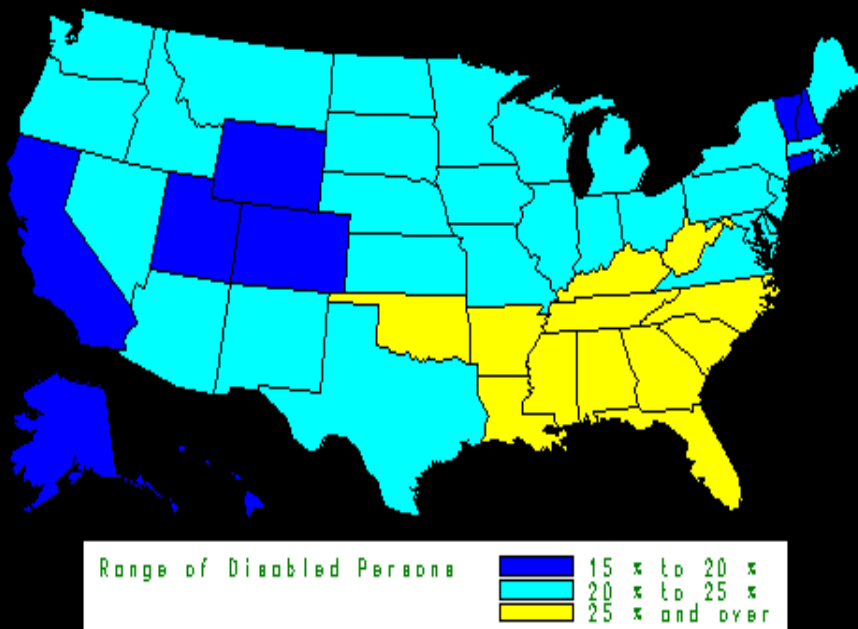 Range of Disabled Persons
15 % to 20 %
20 % to 25 %
25 % and over